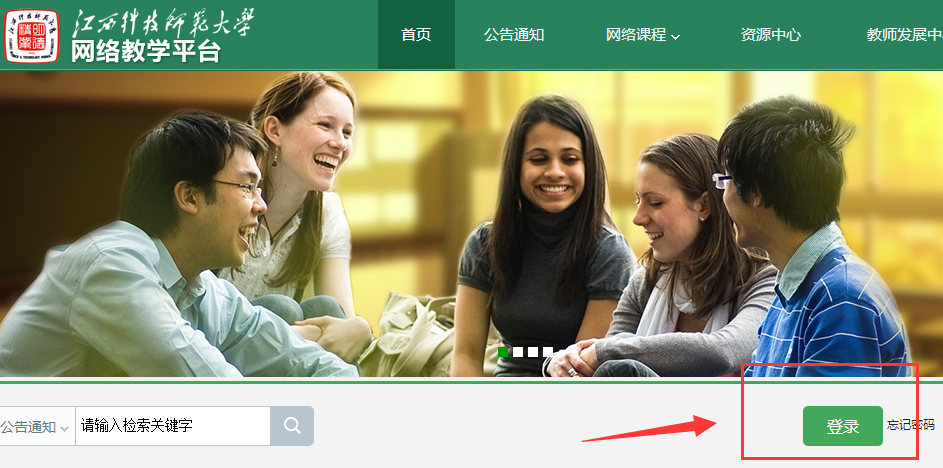 江西科技师范大学
网络教学平台
首页
公告通知
网络课程
资源中心
教师发展中
公告通知
请输入检索关键字
登录
忘记密码